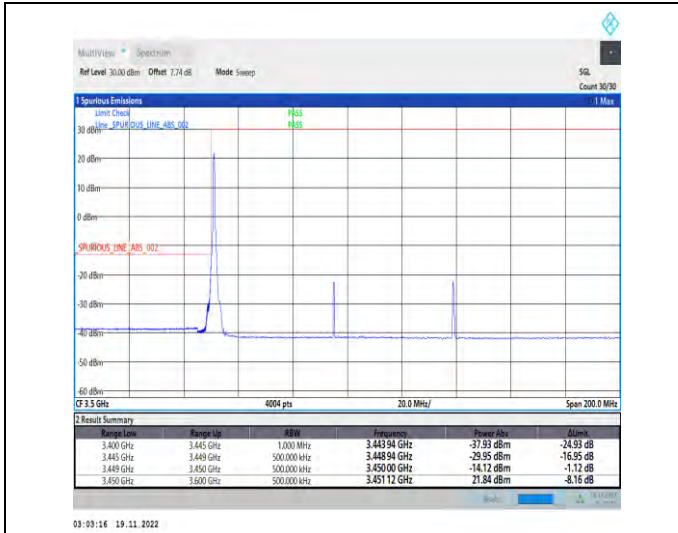 MultiView Spectrum
Ref Level 30.00 dBm Offset 7.74 dB Mode Sweep SGL
Count 30/30
1 Spurious Emissions 1 Max
Limit Check PASS
Line _SPURIOUS_LINE_ABS_002 PASS
30 dBm
20 dBm
10 dBm
0 dBm
_SPURIOUS_LINE_ABS_002
-20 dBm
-30 dBm
-40 dBm
-50 dBm
-60 dBm
CF 3.5 GHz 4004 pts 20.0 MHz/ Span 200.0 MHz
2 Result Summary
Range Low Range Up RBW Frequency Power Abs ΔLimit
3.400 GHz 3.445 GHz 1.000 MHz 3.443 94 GHz -37.93 dBm -24.93 dB
3.445 GHz 3.449 GHz 500.000 kHz 3.448 94 GHz -29.95 dBm -16.95 dB
3.449 GHz 3.450 GHz 500.000 kHz 3.450 00 GHz -14.12 dBm -1.12 dB
3.450 GHz 3.600 GHz 500.000 kHz 3.451 12 GHz 21.84 dBm -8.16 dB
03:03:16 19.11.2022